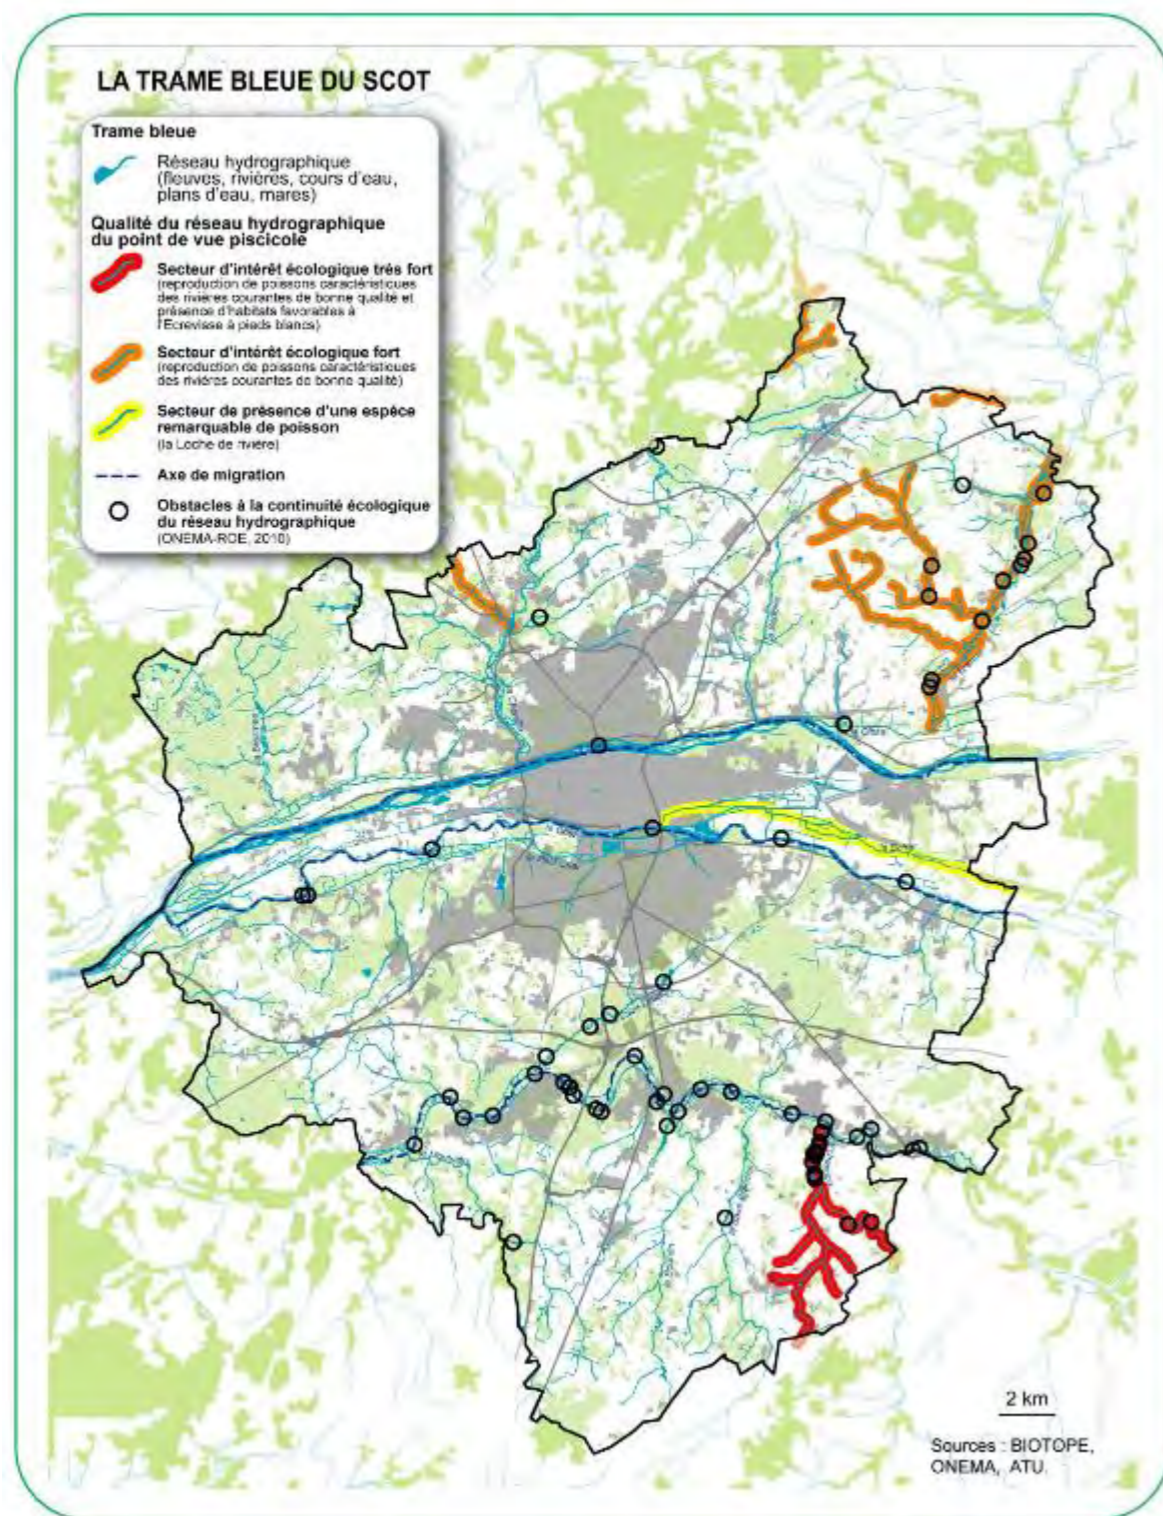 LA TRAME BLEUE DU SCOT
Trame bleue
Réseau hydrographique
(fleuves, rivières, cours d'eau,
plans d'eau, mares)
Qualité du réseau hydrographique
du point de vue piscicole
Secteur d'intérêt écologique très fort
(reproduction de poissons caractéristiques
des rivières courantes de bonne qualité et
présence d'habitats favorables à
l'Ecrevisse à pieds blancs)
Secteur d'intérêt écologique fort
(reproduction de poissons caractéristiques
des rivières courantes de bonne qualité)
Secteur de présence d'une espèce
remarquable de poisson
(la Loche de rivière)
Axe de migration
Obstacles à la continuité écologique
du réseau hydrographique
(ONEMA-ROE, 2010)
2 km
Sources : BIOTOPE,
ONEMA, ATU.